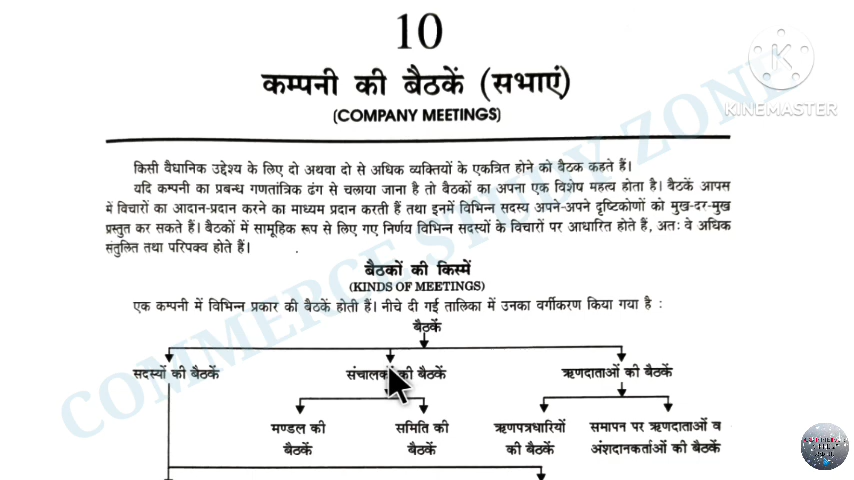 10
कम्पनी की बैठकें (सभाएं)
(COMPANY MEETINGS)
KINEMASTER
किसी वैधानिक उद्देश्य के लिए दो अथवा दो से अधिक व्यक्तियों के एकत्रित होने को बैठक कहते हैं।
यदि कम्पनी का प्रबन्ध गणतांत्रिक ढंग से चलाया जाना है तो बैठकों का अपना एक विशेष महत्व होता है। बैठकें आपस
में विचारों का आदान-प्रदान करने का माध्यम प्रदान करती हैं तथा इनमें विभिन्न सदस्य अपने-अपने दृष्टिकोणों को मुख-दर-मुख
प्रस्तुत कर सकते हैं। बैठकों में सामूहिक रूप से लिए गए निर्णय विभिन्न सदस्यों के विचारों पर आधारित होते हैं, अतः वे अधिक
संतुलित तथा परिपक्व होते हैं।
बैठकों की किस्में
(KINDS OF MEETINGS)
एक कम्पनी में विभिन्न प्रकार की बैठकें होती हैं। नीचे दी गई तालिका में उनका वर्गीकरण किया गया है :
बैठकें
सदस्यों की बैठकें संचालकों की बैठकें ऋणदाताओं की बैठकें
मण्डल की समिति की ऋणपत्रधारियों समापन पर ऋणदाताओं व
बैठकें बैठकें की बैठकें अंशदानकर्ताओं की बैठकें
COMMERCE STUDY ZONE